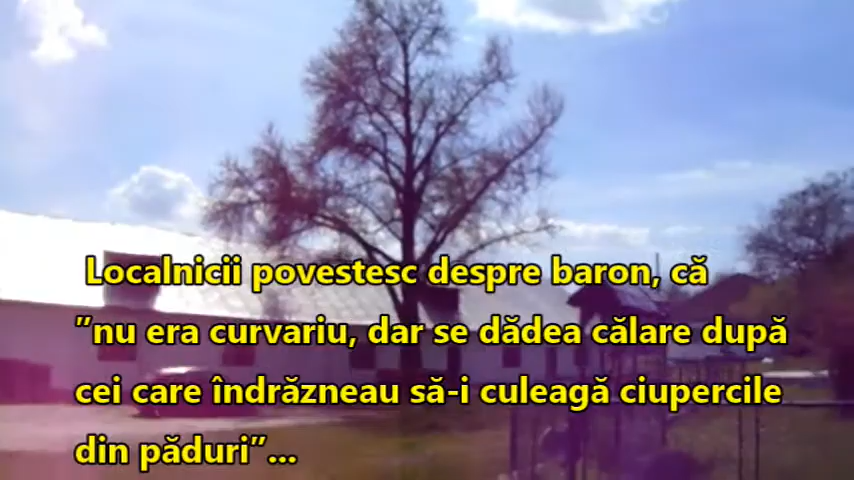 Localnicii povestesc despre baron, că
”nu era curvariu, dar se dădea călare după
cei care îndrăzneau să-i culeagă ciupercile
din păduri”...